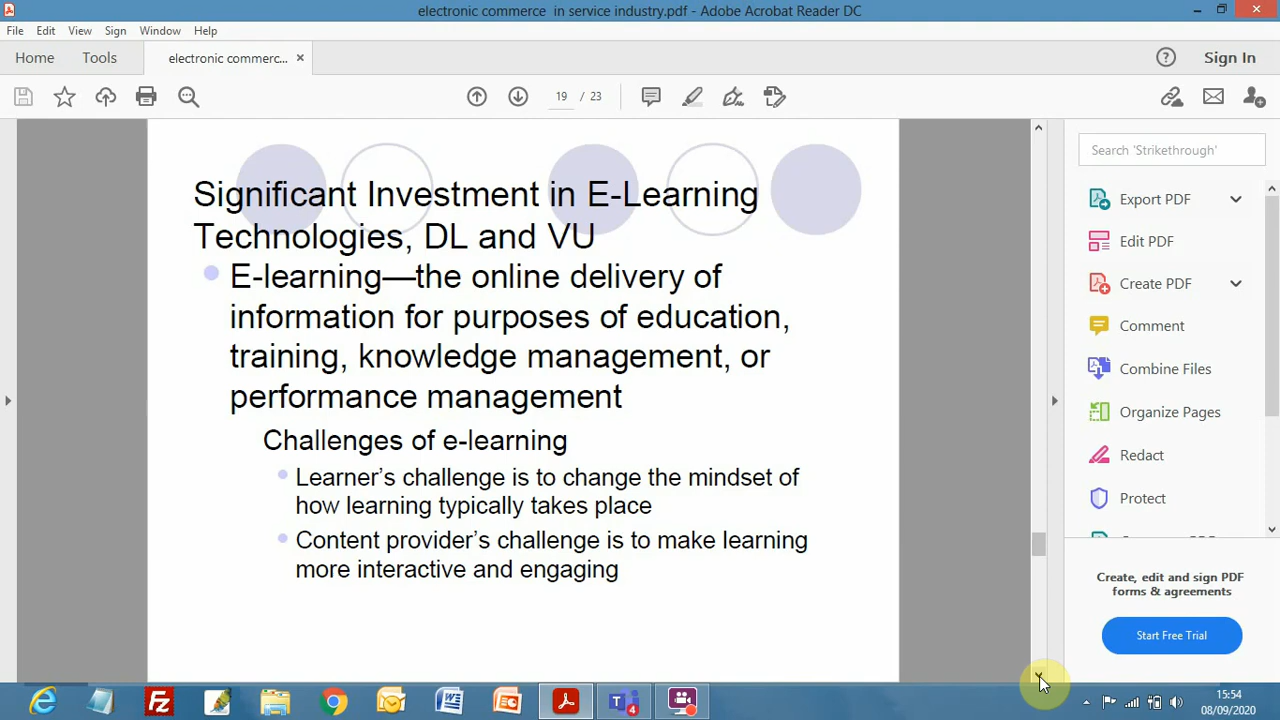 electronic commerce  in service industry.pdf - Adobe Acrobat Reader DC
File Edit View Sign Window Help
Home Tools electronic commerc... × Sign In
19 / 23
Significant Investment in E-Learning
Technologies, DL and VU
E-learning—the online delivery of
information for purposes of education,
training, knowledge management, or
performance management
Challenges of e-learning
Learner's challenge is to change the mindset of
how learning typically takes place
Content provider's challenge is to make learning
more interactive and engaging
Search 'Strikethrough'
Export PDF
Edit PDF
Create PDF
Comment
Combine Files
Organize Pages
Redact
Protect
Create, edit and sign PDF
forms & agreements
Start Free Trial
4
15:54
08/09/2020